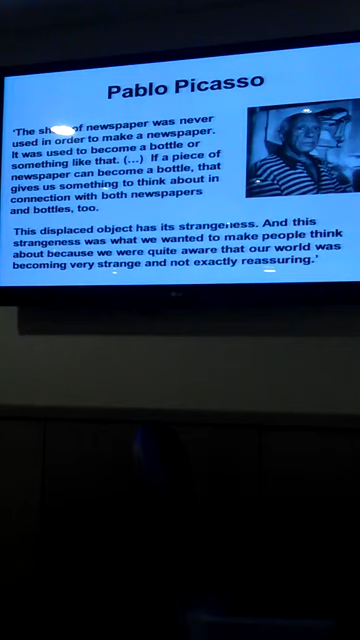 Pablo Picasso
'The of newspaper was never
used in order to make a newspaper.
It was used to become a bottle or
something like that. (...) If a piece of
newspaper can become a bottle, that
gives us something to think about in
connection with both newspapers
and bottles, too.
This displaced object has its strangeness. And this
strangeness was what we wanted to make people think
about because we were quite aware that our world was
becoming very strange and not exactly reassuring.'
LG